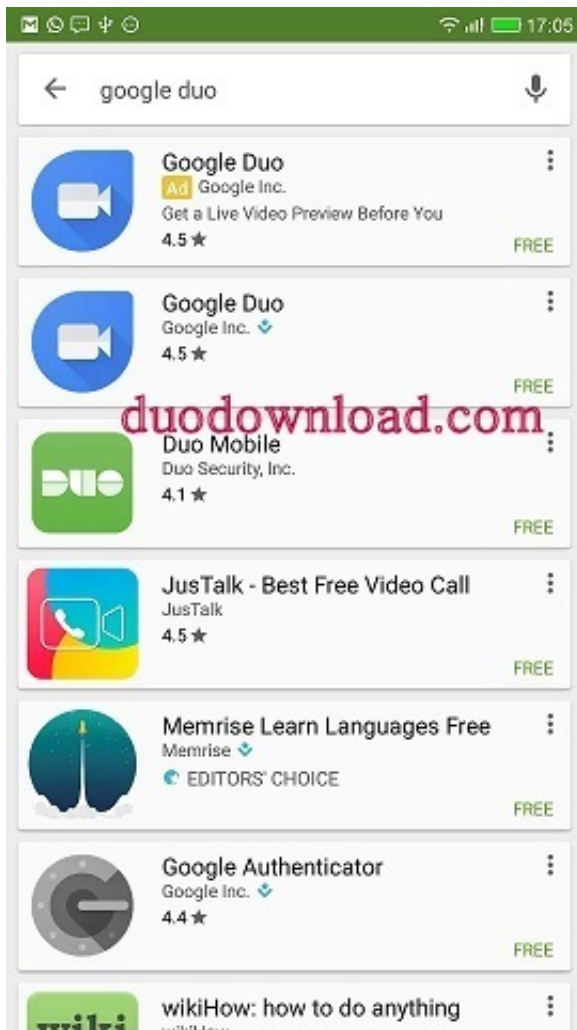 17:05
google duo
Google Duo
Ad Google Inc.
Get a Live Video Preview Before You
4.5
FREE
Google Duo
Google Inc.
4.5
FREE
duodownload.com
Duo Mobile
DUO
Duo Security, Inc.
4.1
FREE
JusTalk - Best Free Video Call
JusTalk
4.5
FREE
Memrise Learn Languages Free
Memrise
EDITORS' CHOICE
FREE
Google Authenticator
Google Inc.
4.4
FREE
wikiHow: how to do anything
wiki
wikiHow